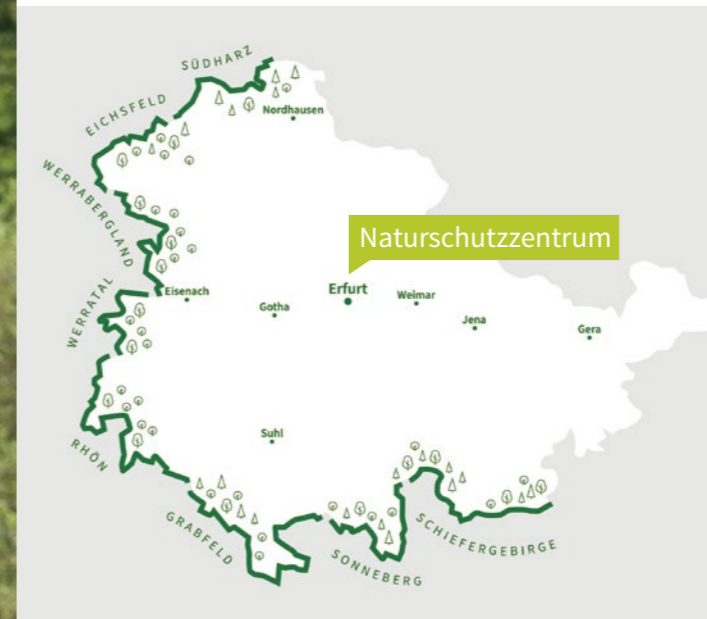 SÜDHARZ
EICHSFELD
Nordhausen
WERRABERGLAND
Naturschutzzentrum
Eisenach
Erfurt
Weimar
Gotha
WERRATAL
Jena
Gera
Suhl
RHÖN
GRABFELD
SCHIEFERGEBIRGE
SONNEBERG